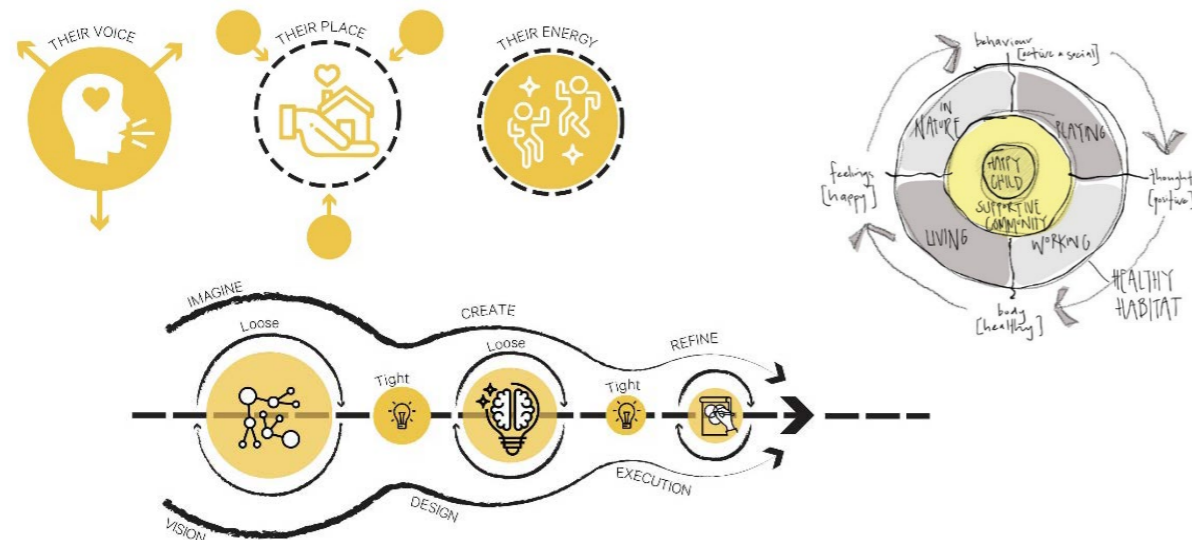 THEIR VOICE
THEIR PLACE
THEIR ENERGY
behaviour
[active & social]
IN
NATURE
PLAYING
feelings
[happy]
HAPPY
CHILD
thought
[positive]
SUPPORTIVE
COMMUNITY
LIVING
WORKING
HEALTHY
HABITAT
body
[healthy]
IMAGINE
CREATE
REFINE
Loose
Tight
Loose
Tight
VISION
DESIGN
EXECUTION